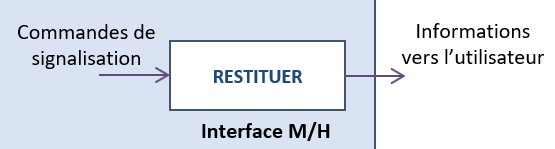 Commandes de
signalisation
RESTITUER
Interface M/H
Informations
vers l'utilisateur